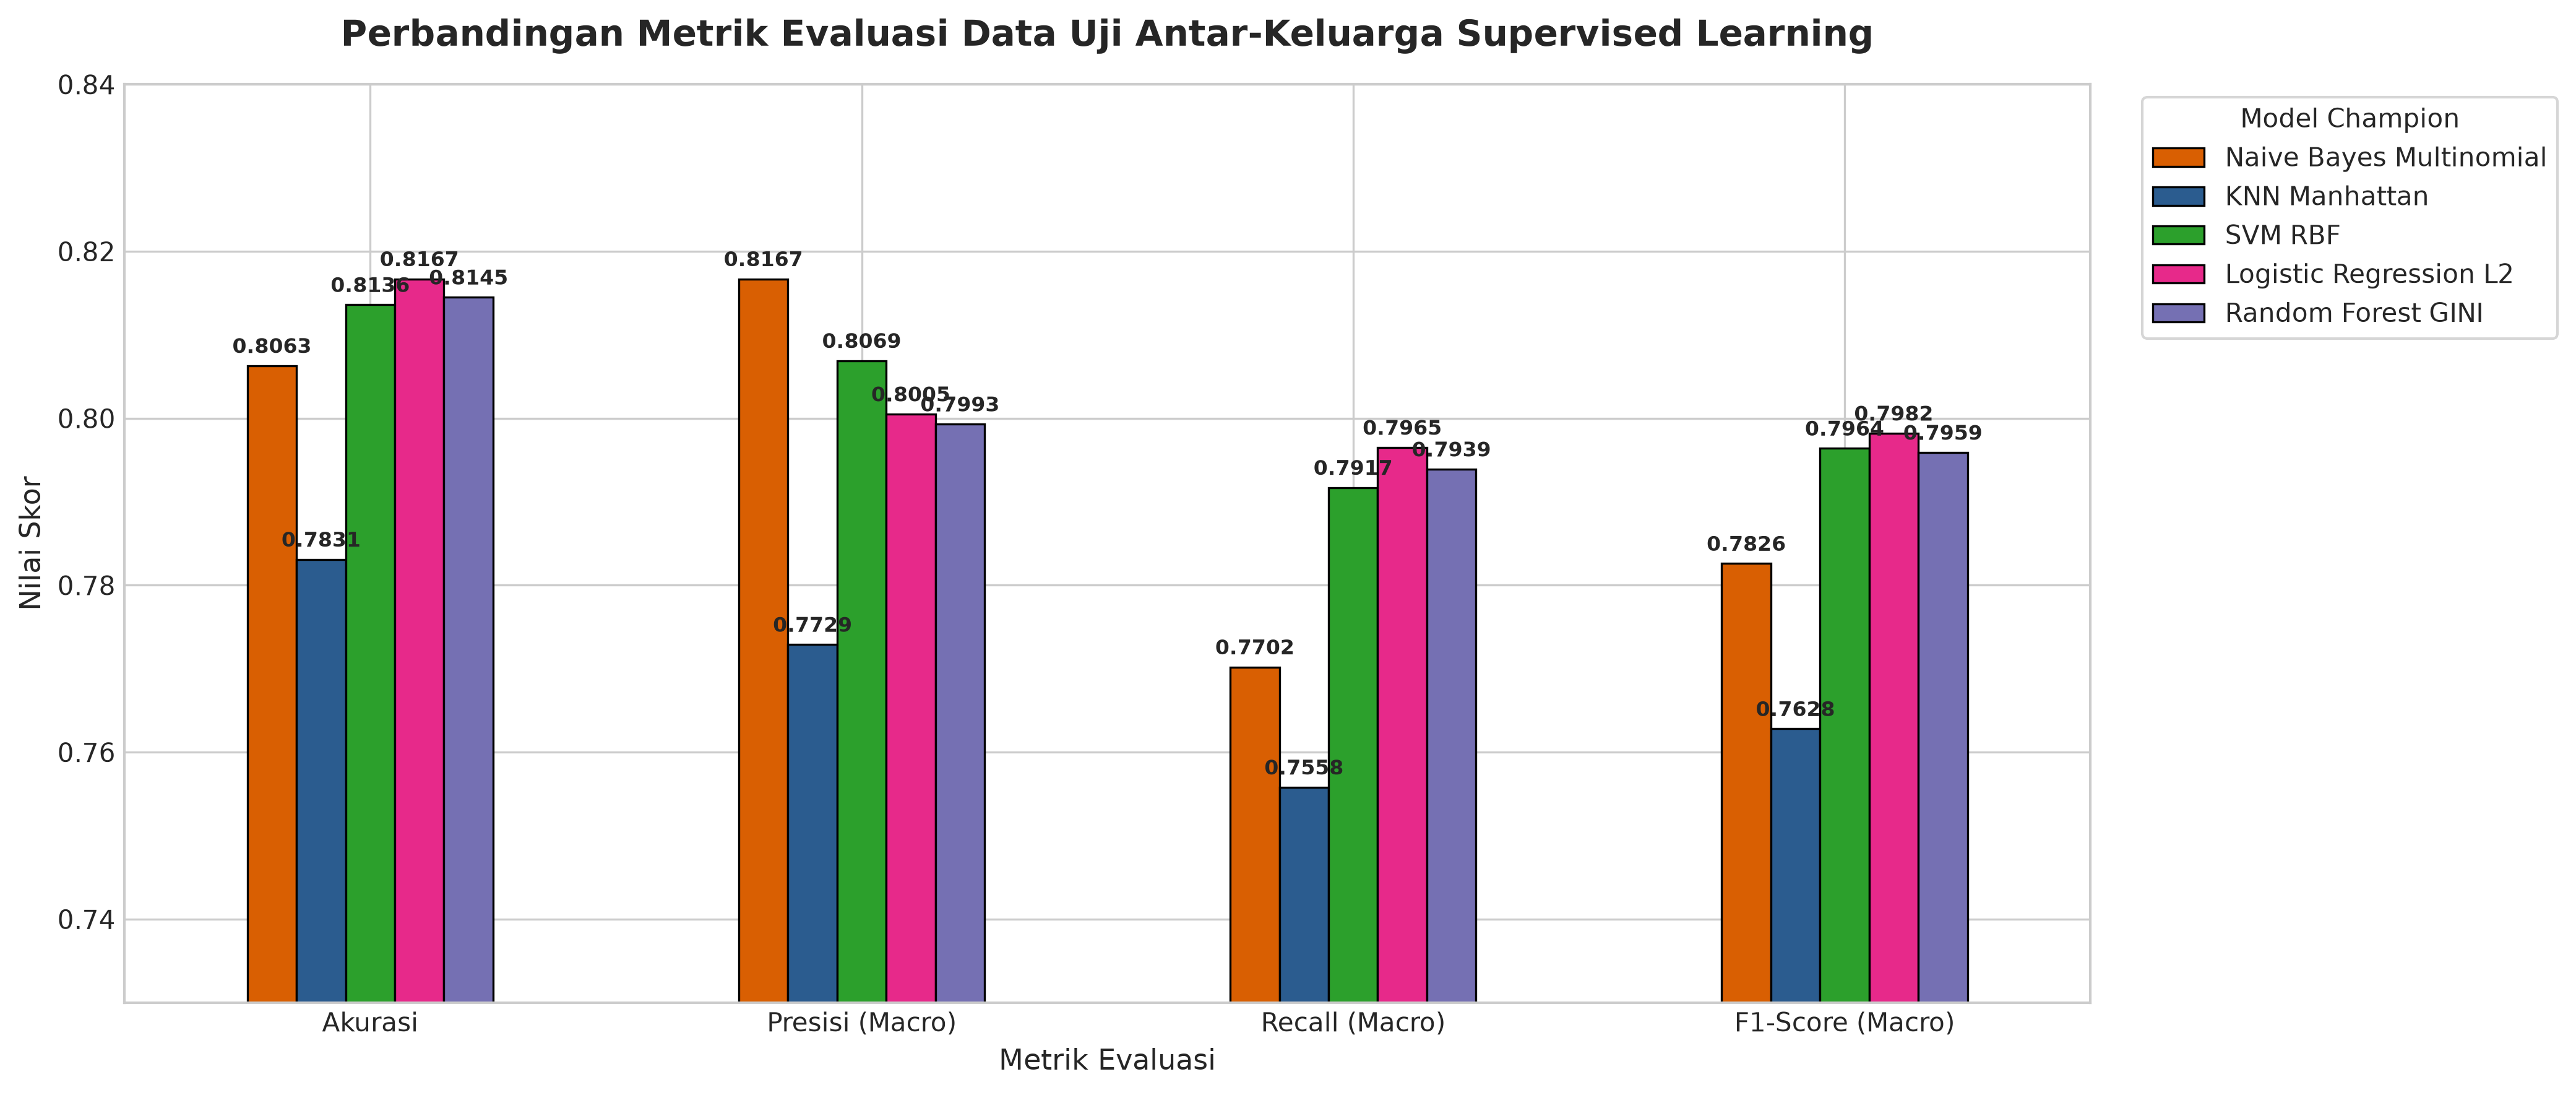 Perbandingan Metrik Evaluasi Data Uji Antar-Keluarga Supervised Learning
Nilai Skor
0.84
0.82
0.80
0.78
0.76
0.74
0.8063
0.7831
0.8136
0.8167
0.8145
0.8167
0.7729
0.8069
0.8005
0.7993
0.7702
0.7558
0.7917
0.7965
0.7939
0.7826
0.7628
0.7964
0.7982
0.7959
Akurasi
Presisi (Macro)
Recall (Macro)
F1-Score (Macro)
Metrik Evaluasi
Model Champion
Naive Bayes Multinomial
KNN Manhattan
SVM RBF
Logistic Regression L2
Random Forest GINI